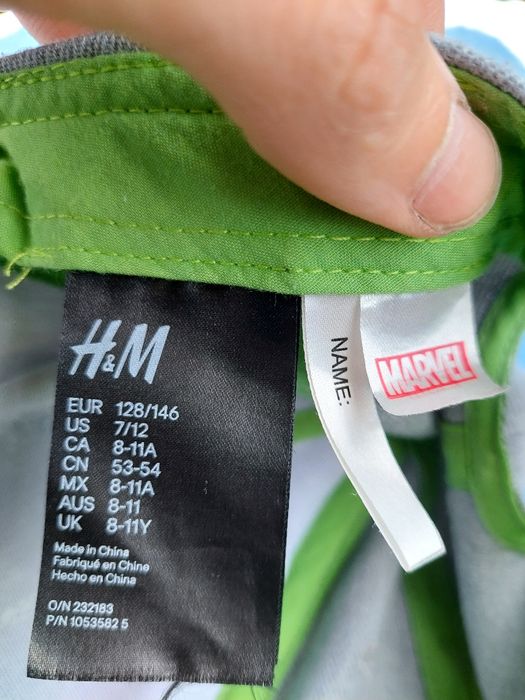 H&M
EUR 128/146
US 7/12
CA 8-11A
CN 53-54
MX 8-11A
AUS 8-11
UK 8-11Y
Made in China
Fabriqué en Chine
Hecho en China
O/N 232183
P/N 1053582 5
NAME:
MARVEL